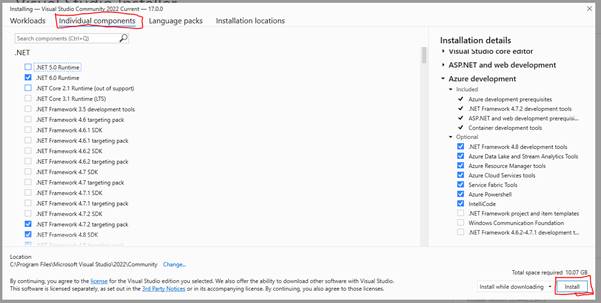 Visual Studio Installer
Installing — Visual Studio Community 2022 Current — 17.0.0
Workloads Individual components Language packs Installation locations
Search components (Ctrl+Q)
.NET
.NET 5.0 Runtime
.NET 6.0 Runtime
.NET Core 2.1 Runtime (out of support)
.NET Core 3.1 Runtime (LTS)
.NET Framework 3.5 development tools
.NET Framework 4.6 targeting pack
.NET Framework 4.6.1 SDK
.NET Framework 4.6.1 targeting pack
.NET Framework 4.6.2 SDK
.NET Framework 4.6.2 targeting pack
.NET Framework 4.7 SDK
.NET Framework 4.7 targeting pack
.NET Framework 4.7.1 SDK
.NET Framework 4.7.1 targeting pack
.NET Framework 4.7.2 SDK
.NET Framework 4.7.2 targeting pack
.NET Framework 4.8 SDK
Installation details
Visual Studio core editor
ASP.NET and web development
Azure development
Included
Azure development prerequisites
.NET Framework 4.7.2 development tools
ASP.NET and web development prerequisi...
Container development tools
Optional
.NET Framework 4.8 development tools
Azure Data Lake and Stream Analytics Tools
Azure Resource Manager tools
Azure Cloud Services tools
Service Fabric Tools
Azure Powershell
IntelliCode
.NET Framework project and item templates
Windows Communication Foundation
.NET Framework 4.6.2-4.7.1 development t...
Location
C:\Program Files\Microsoft Visual Studio\2022\Community Change...
By continuing, you agree to the license for the Visual Studio edition you selected. We also offer the ability to download other software with Visual Studio.
This software is licensed separately, as set out in the 3rd Party Notices or in its accompanying license. By continuing, you also agree to those licenses.
Total space required 10.07 GB
Install while downloading Install